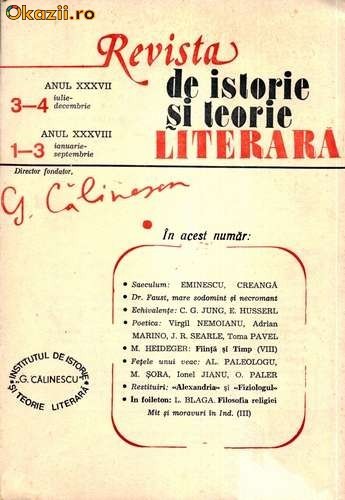 Okazii.ro
Revista
de istorie
și teorie
LITERARĂ
ANUL XXXVII
3—4 iulie-
decembrie
ANUL XXXVIII
1—3 ianuarie-
septembrie
Director fondator,
G. Călinescu
În acest număr:
• Saeculum: EMINESCU, CREANGĂ
• Dr. Faust, mare sodomint și necromant
• Echivalențe: C. G. JUNG, E. HUSSERL
• Poetica: Virgil NEMOIANU, Adrian
MARINO, J. R. SEARLE, Toma PAVEL
• M. HEIDEGER: Ființă și Timp (VIII)
• Fețele unui veac: AL. PALEOLOGU,
M. ȘORA, Ionel JIANU, O. PALER
• Restituiri: «Alexandria» și «Fiziologul»
• În foileton: L. BLAGA. Filosofia religiei
Mit și moravuri în Ind. (III)
INSTITUTUL DE ISTORIE
„G. CĂLINESCU”
ȘI TEORIE LITERARĂ